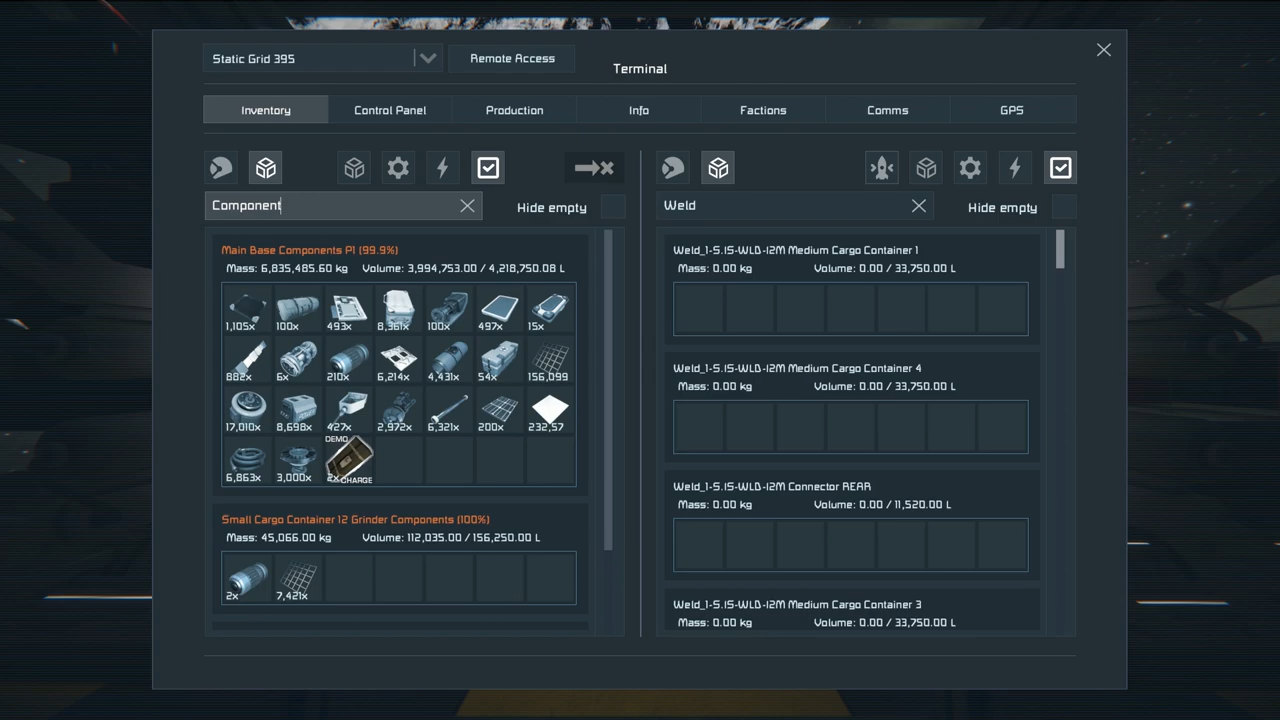 Static Grid 395
Remote Access
Terminal
Inventory
Control Panel
Production
Info
Factions
Comms
GPS
Component
Hide empty
Weld
Hide empty
Main Base Components P1 (99.9%)
Mass: 6,835,485.60 kg Volume: 3,994,753.00 / 4,218,750.08 L
1,105x 100x 493x 8,361x 100x 497x 15x
882x 6x 210x 6,214x 4,431x 54x 156,099
17,010x 8,698x 427x 2,972x 6,321x 200x 232,57
DEMO
6,863x 3,000x 2x CHARGE
Small Cargo Container 12 Grinder Components (100%)
Mass: 45,066.00 kg Volume: 112,035.00 / 156,250.00 L
2x 7,421x
Weld_1-S.15-WLD-12M Medium Cargo Container 1
Mass: 0.00 kg Volume: 0.00 / 33,750.00 L
Weld_1-S.15-WLD-12M Medium Cargo Container 4
Mass: 0.00 kg Volume: 0.00 / 33,750.00 L
Weld_1-S.15-WLD-12M Connector REAR
Mass: 0.00 kg Volume: 0.00 / 11,520.00 L
Weld_1-S.15-WLD-12M Medium Cargo Container 3
Mass: 0.00 kg Volume: 0.00 / 33,750.00 L